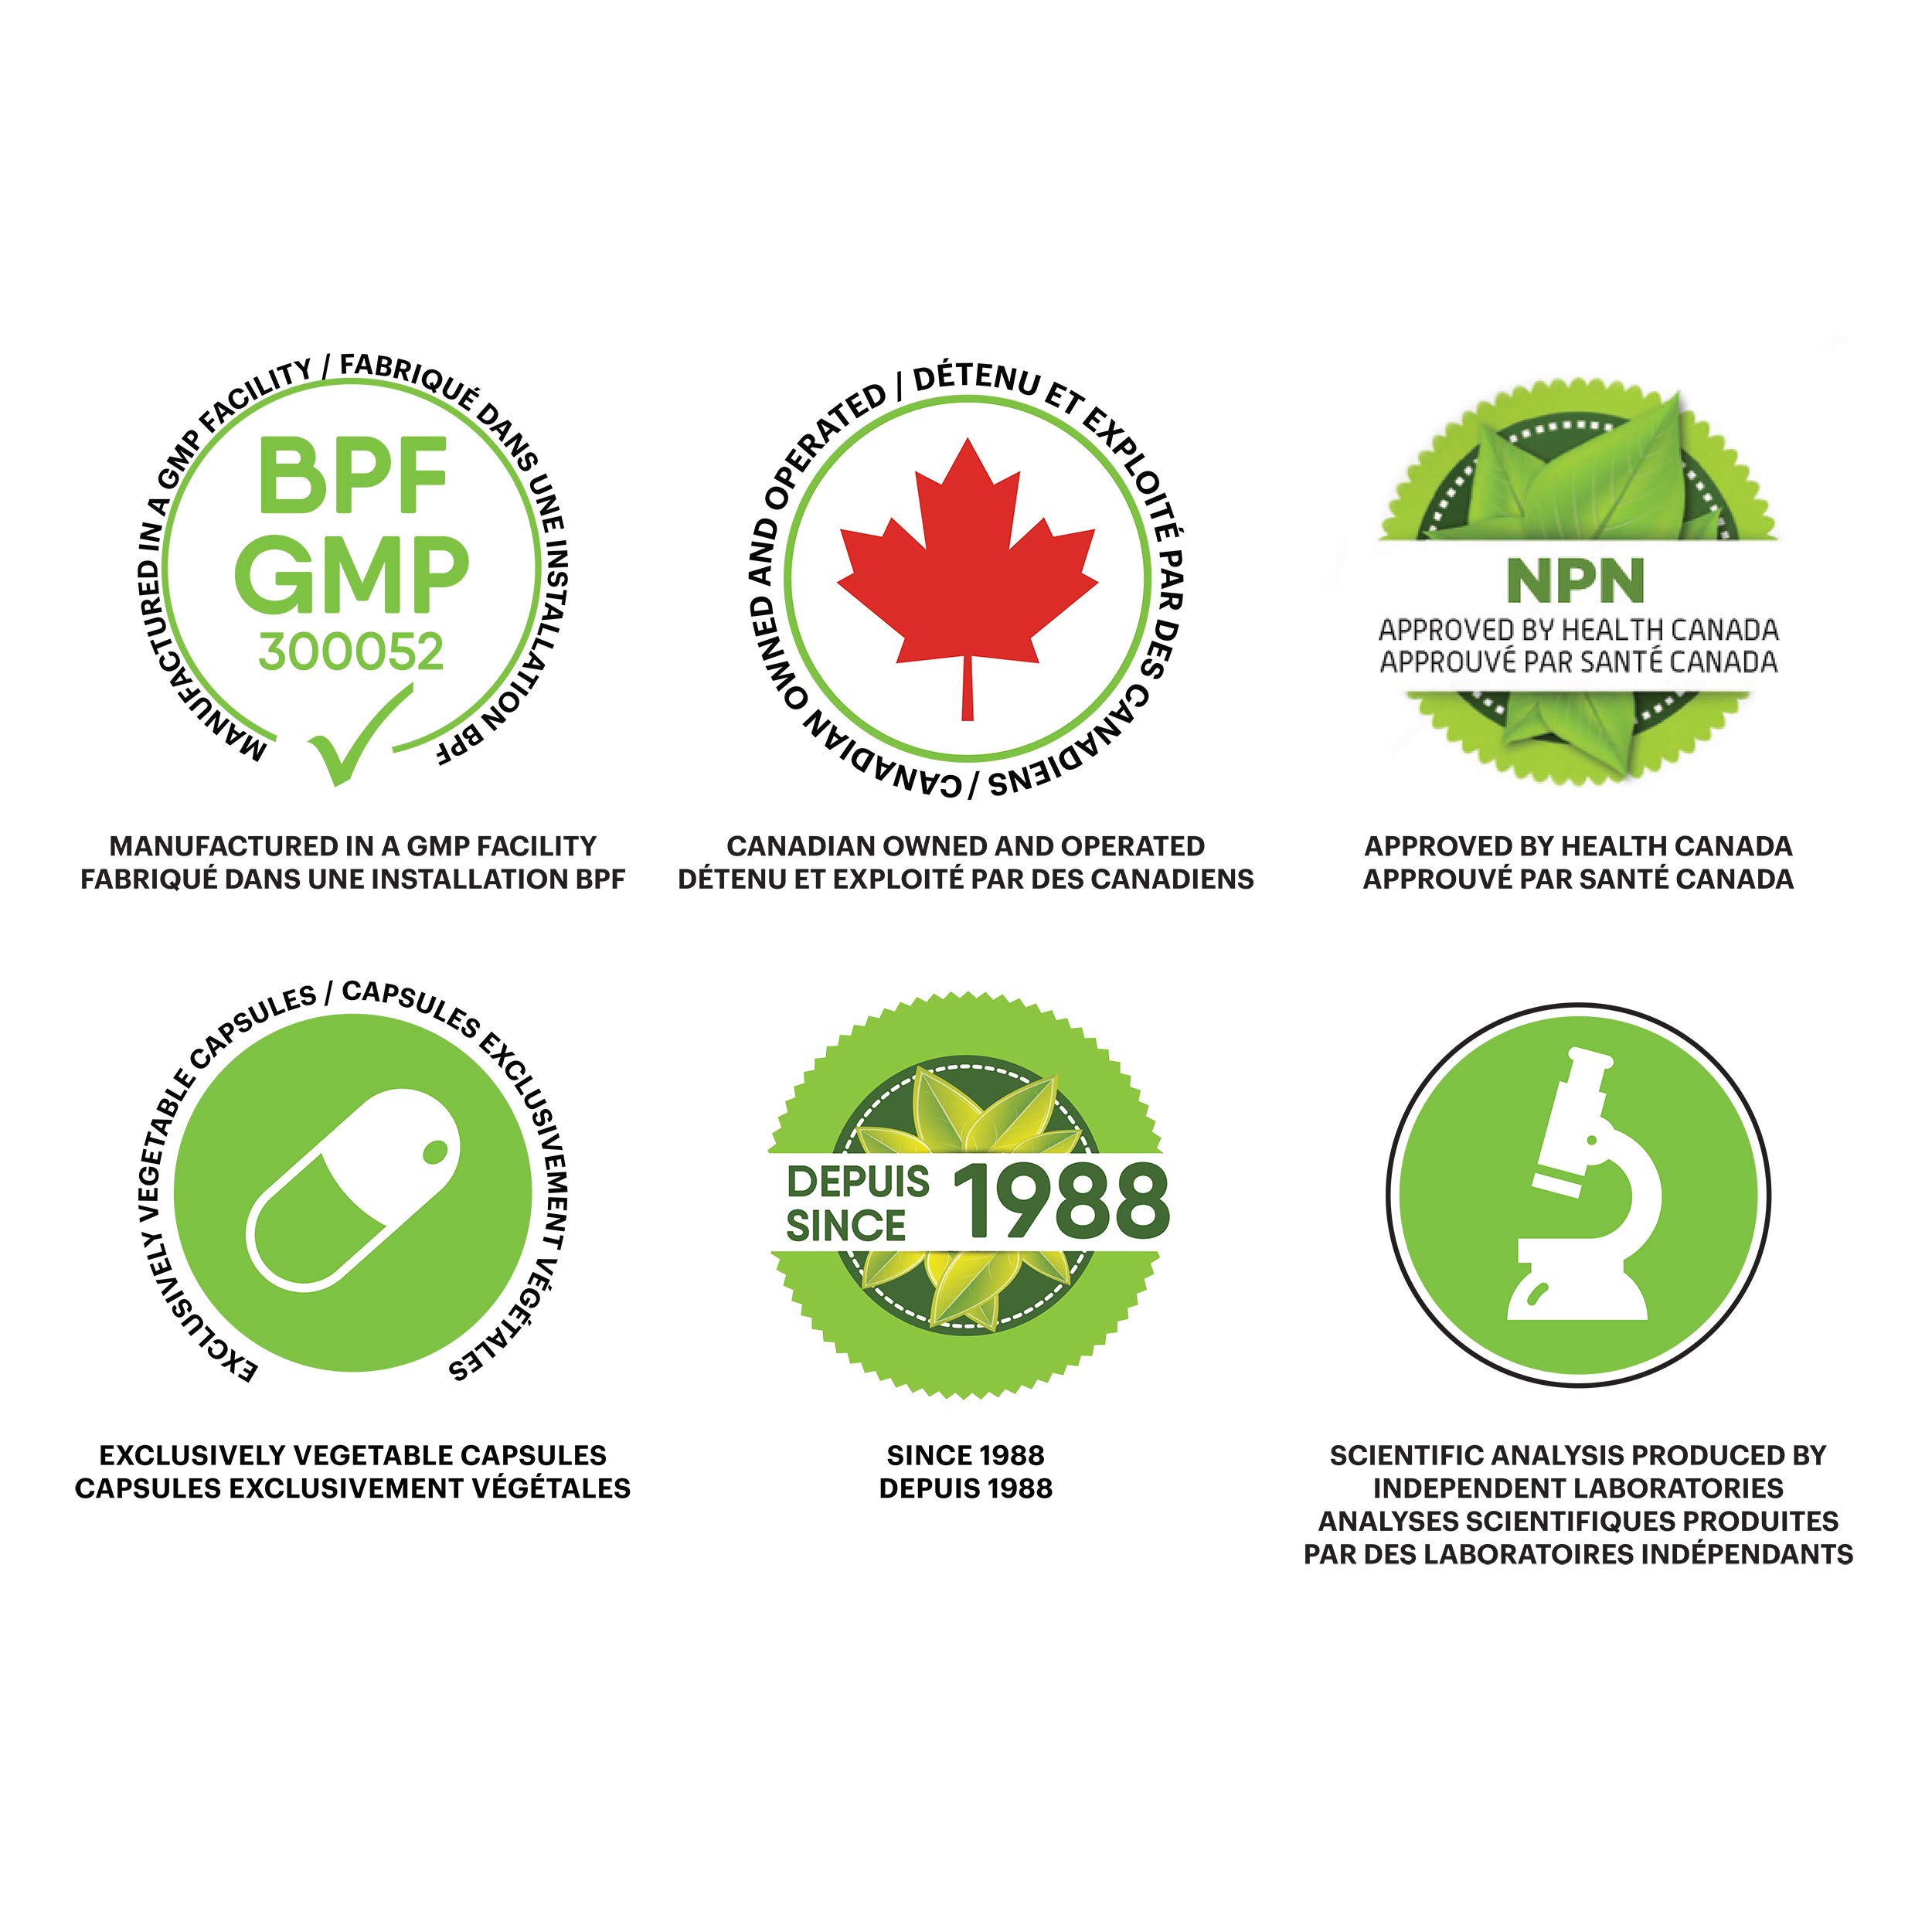 MANUFACTURED IN A GMP FACILITY / FABRIQUÉ DANS UNE INSTALLATION BPF
BPF
GMP
300052
MANUFACTURED IN A GMP FACILITY
FABRIQUÉ DANS UNE INSTALLATION BPF
CANADIAN OWNED AND OPERATED / DÉTENU ET EXPLOITÉ PAR DES CANADIENS /
CANADIAN OWNED AND OPERATED
DÉTENU ET EXPLOITÉ PAR DES CANADIENS
NPN
APPROVED BY HEALTH CANADA
APPROUVÉ PAR SANTÉ CANADA
APPROVED BY HEALTH CANADA
APPROUVÉ PAR SANTÉ CANADA
EXCLUSIVELY VEGETABLE CAPSULES / CAPSULES EXCLUSIVEMENT VÉGÉTALES
EXCLUSIVELY VEGETABLE CAPSULES
CAPSULES EXCLUSIVEMENT VÉGÉTALES
DEPUIS
SINCE
1988
SINCE 1988
DEPUIS 1988
SCIENTIFIC ANALYSIS PRODUCED BY
INDEPENDENT LABORATORIES
ANALYSES SCIENTIFIQUES PRODUITES
PAR DES LABORATOIRES INDÉPENDANTS